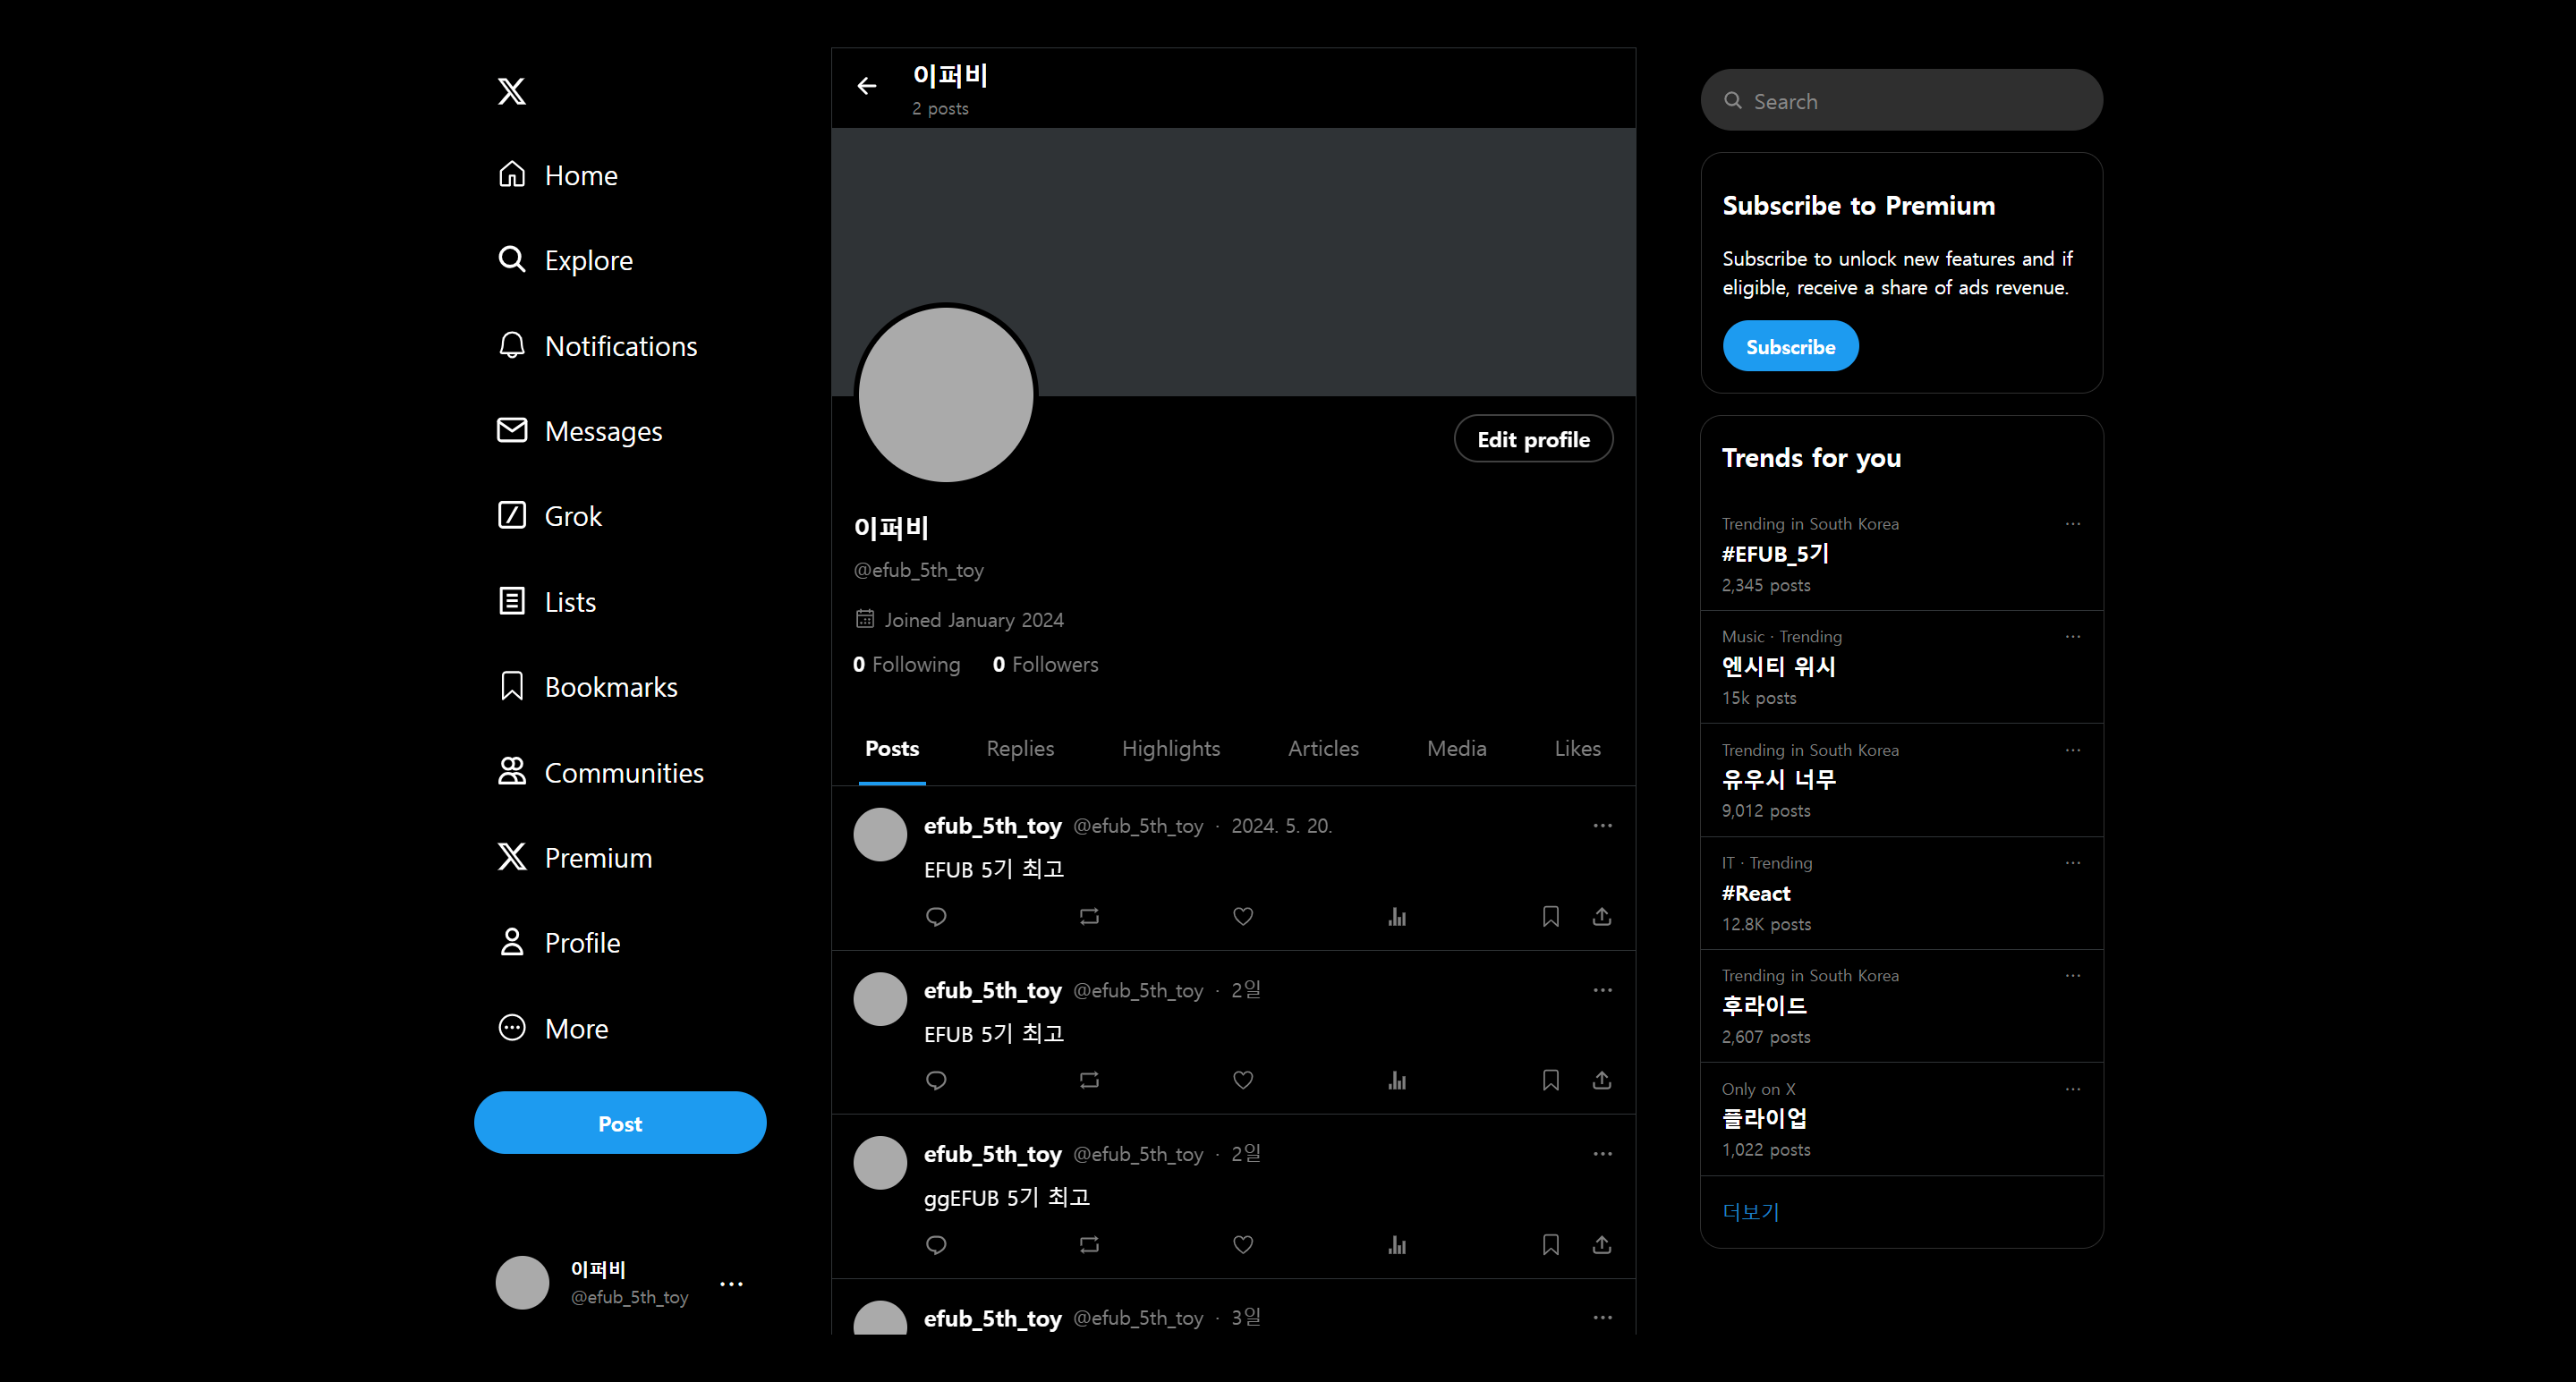 Home
Explore
Notifications
Messages
Grok
Lists
Bookmarks
Communities
Premium
Profile
More
Post
이퍼비
@efub_5th_toy
이퍼비
2 posts
Edit profile
이퍼비
@efub_5th_toy
Joined January 2024
0 Following 0 Followers
Posts Replies Highlights Articles Media Likes
efub_5th_toy @efub_5th_toy · 2024. 5. 20.
EFUB 5기 최고
efub_5th_toy @efub_5th_toy · 2일
EFUB 5기 최고
efub_5th_toy @efub_5th_toy · 2일
ggEFUB 5기 최고
efub_5th_toy @efub_5th_toy · 3일
Search
Subscribe to Premium
Subscribe to unlock new features and if
eligible, receive a share of ads revenue.
Subscribe
Trends for you
Trending in South Korea
#EFUB_5기
2,345 posts
Music · Trending
엔시티 위시
15k posts
Trending in South Korea
유우시 너무
9,012 posts
IT · Trending
#React
12.8K posts
Trending in South Korea
후라이드
2,607 posts
Only on X
플라이업
1,022 posts
더보기